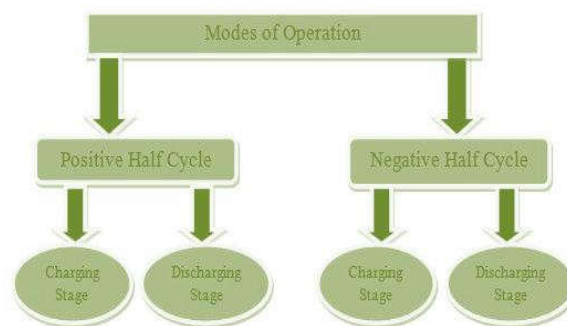 Modes of Operation
Positive Half Cycle
Negative Half Cycle
Charging
Stage
Discharging
Stage
Charging
Stage
Discharging
Stage